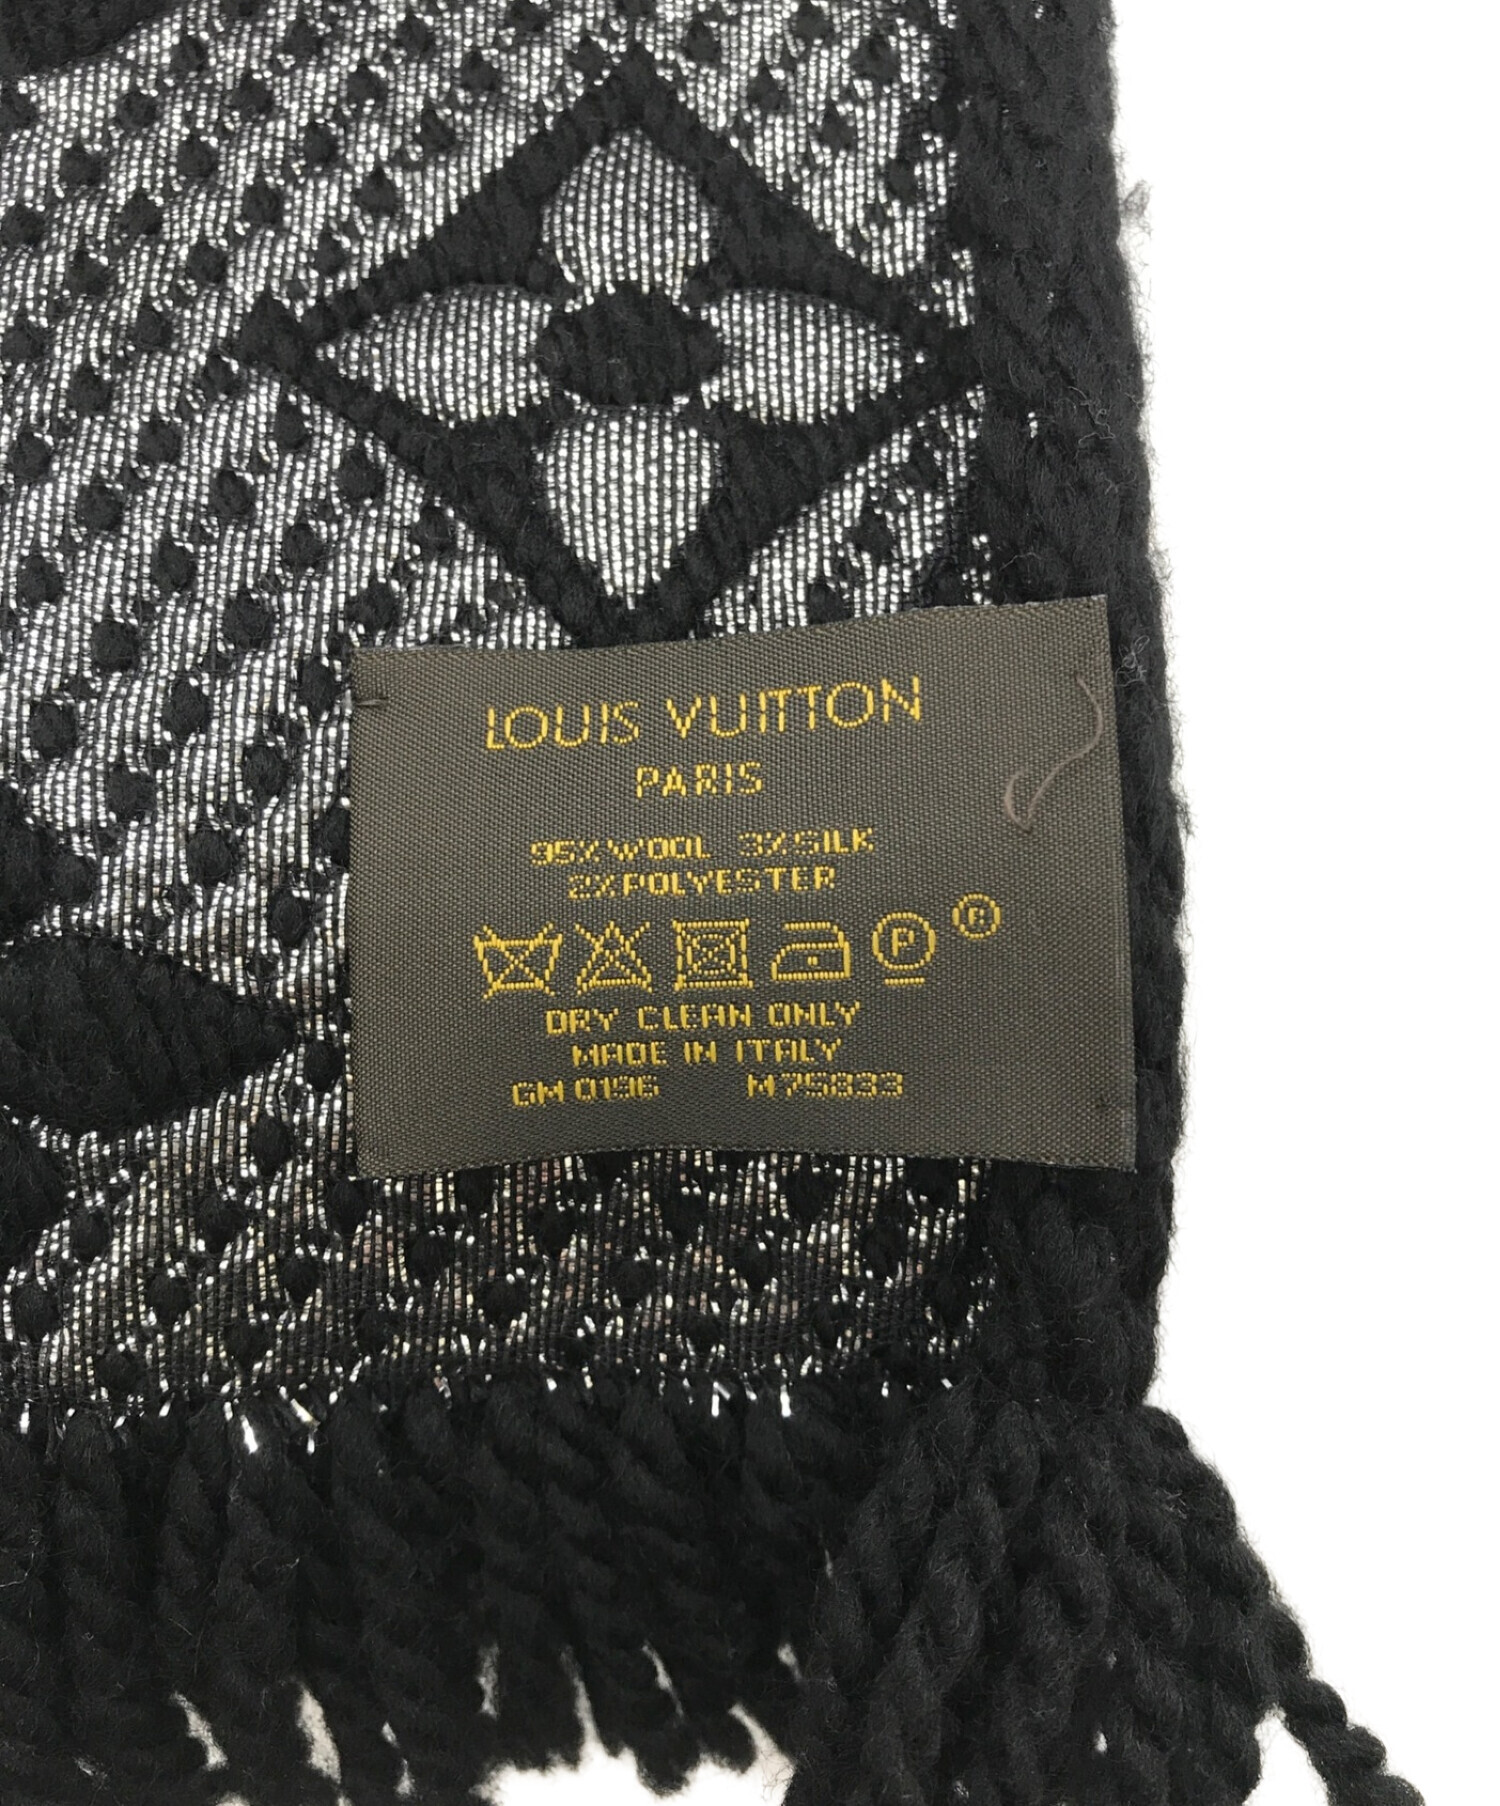 LOUIS VUITTON
PARIS
95%WOOL 3%SILK
2%POLYESTER
P ®
DRY CLEAN ONLY
MADE IN ITALY
GM 0196 M75833